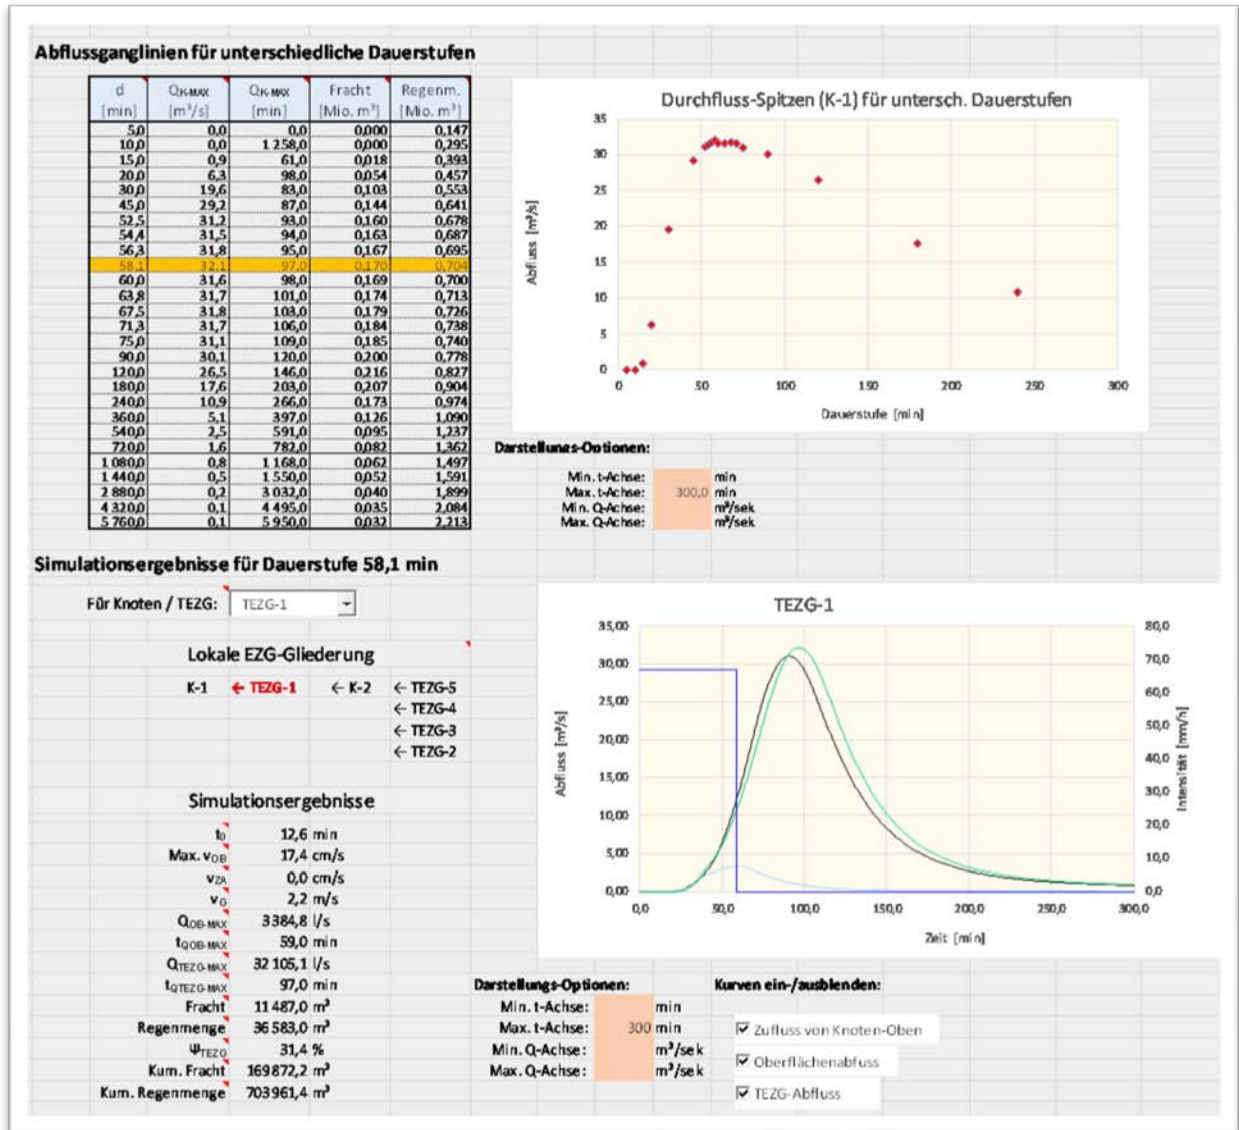 Abflussganglinien für unterschiedliche Dauerstufen
d QK-MAX QK-MAX Fracht Regenm.
[min] [m³/s] [min] [Mio. m³] [Mio. m³]
5,0 0,0 0,0 0,000 0,147
10,0 0,0 1 258,0 0,000 0,295
15,0 0,9 61,0 0,018 0,393
20,0 6,3 98,0 0,054 0,457
30,0 19,6 83,0 0,103 0,553
45,0 29,2 87,0 0,144 0,641
52,5 31,2 93,0 0,160 0,678
54,4 31,5 94,0 0,163 0,687
56,3 31,8 95,0 0,167 0,695
58,1 32,1 97,0 0,170 0,704
60,0 31,6 98,0 0,169 0,700
63,8 31,7 101,0 0,174 0,713
67,5 31,8 103,0 0,179 0,726
71,3 31,7 106,0 0,184 0,738
75,0 31,1 109,0 0,185 0,740
90,0 30,1 120,0 0,200 0,778
120,0 26,5 146,0 0,216 0,827
180,0 17,6 203,0 0,207 0,904
240,0 10,9 266,0 0,173 0,974
360,0 5,1 397,0 0,126 1,090
540,0 2,5 591,0 0,095 1,237
720,0 1,6 782,0 0,082 1,362
1 080,0 0,8 1 168,0 0,062 1,497
1 440,0 0,5 1 550,0 0,052 1,591
2 880,0 0,2 3 032,0 0,040 1,899
4 320,0 0,1 4 495,0 0,035 2,084
5 760,0 0,1 5 950,0 0,032 2,213
Durchfluss-Spitzen (K-1) für untersch. Dauerstufen
Abfluss [m³/s]
35
30
25
20
15
10
5
0
0 50 100 150 200 250 300
Dauerstufe [min]
Darstellungs-Optionen:
Min. t-Achse: min
Max. t-Achse: 300,0 min
Min. Q-Achse: m³/sek
Max. Q-Achse: m³/sek
Simulationsergebnisse für Dauerstufe 58,1 min
Für Knoten / TEZG: TEZG-1
Lokale EZG-Gliederung
K-1 ← TEZG-1 ← K-2 ← TEZG-5
← TEZG-4
← TEZG-3
← TEZG-2
Simulationsergebnisse
t0 12,6 min
Max. vOB 17,4 cm/s
vZA 0,0 cm/s
vG 2,2 m/s
QOB-MAX 3384,8 l/s
tQOB-MAX 59,0 min
QTEZG-MAX 32 105,1 l/s
tQTEZG-MAX 97,0 min
Fracht 11 487,0 m³
Regenmenge 36 583,0 m³
ΨTEZG 31,4 %
Kum. Fracht 169 872,2 m³
Kum. Regenmenge 703 961,4 m³
TEZG-1
Abfluss [m³/s]
35,00
30,00
25,00
20,00
15,00
10,00
5,00
0,00
80,0
70,0
60,0
50,0
40,0
30,0
20,0
10,0
0,0
Intensität [mm/h]
0,0 50,0 100,0 150,0 200,0 250,0 300,0
Zeit [min]
Darstellungs-Optionen:
Min. t-Achse: min
Max. t-Achse: 300 min
Min. Q-Achse: m³/sek
Max. Q-Achse: m³/sek
Kurven ein-/ausblenden:
Zufluss von Knoten-Oben
Oberflächenabfuss
TEZG-Abfluss